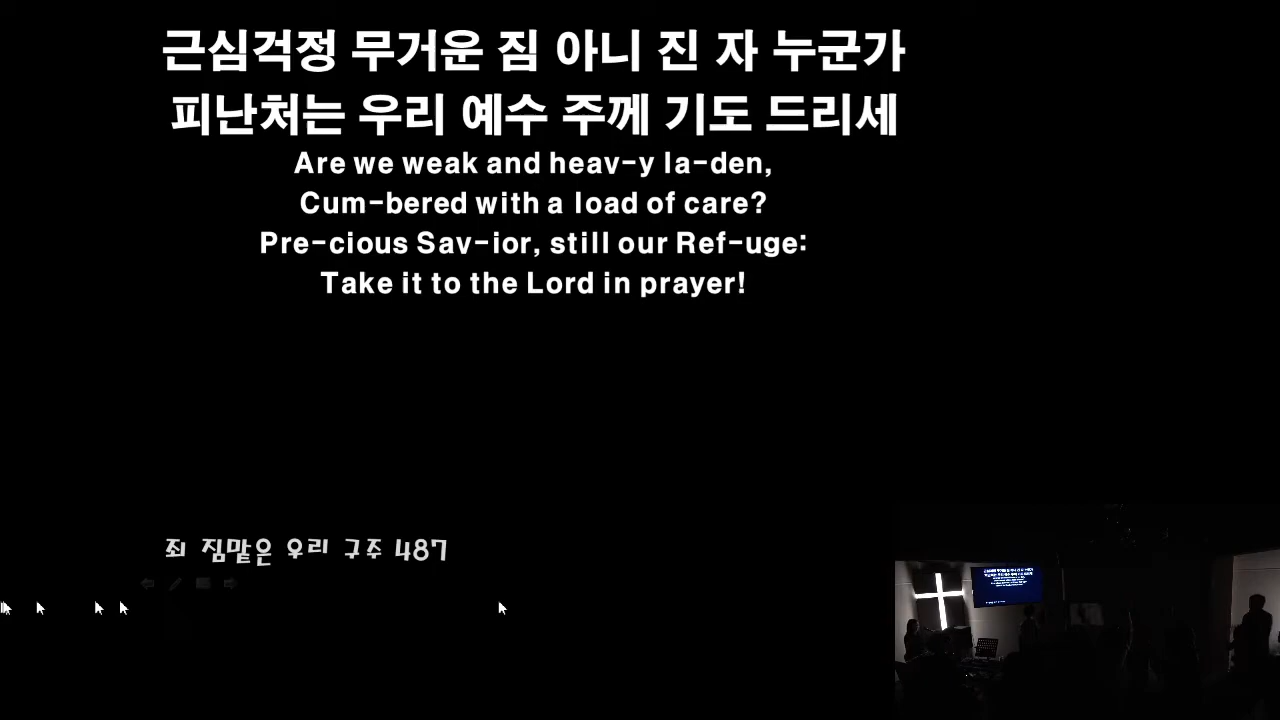 근심걱정 무거운 짐 아니 진 자 누군가
피난처는 우리 예수 주께 기도 드리세
Are we weak and heav-y la-den,
Cum-bered with a load of care?
Pre-cious Sav-ior, still our Ref-uge:
Take it to the Lord in prayer!
죄 짐맡은 우리 구주 487